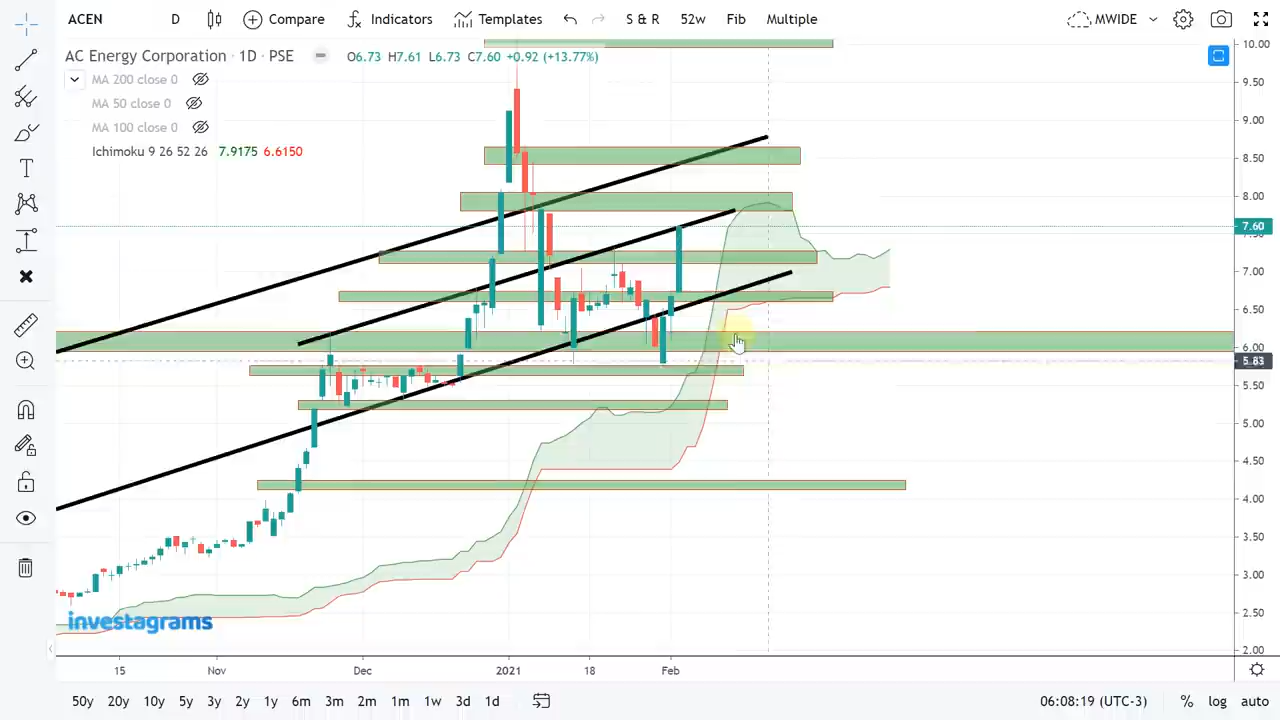 ACEN D Compare Indicators Templates S & R 52w Fib Multiple MWIDE
AC Energy Corporation · 1D · PSE O6.73 H7.61 L6.73 C7.60 +0.92 (+13.77%)
MA 200 close 0
MA 50 close 0
MA 100 close 0
Ichimoku 9 26 52 26 7.9175 6.6150
10.00
9.50
9.00
8.50
8.00
7.60
7.00
6.50
6.00
5.83
5.50
5.00
4.50
4.00
3.50
3.00
2.50
2.00
investagrams
15 Nov Dec 2021 18 Feb
50y 20y 10y 5y 3y 2y 1y 6m 3m 2m 1m 1w 3d 1d 06:08:19 (UTC-3) % log auto